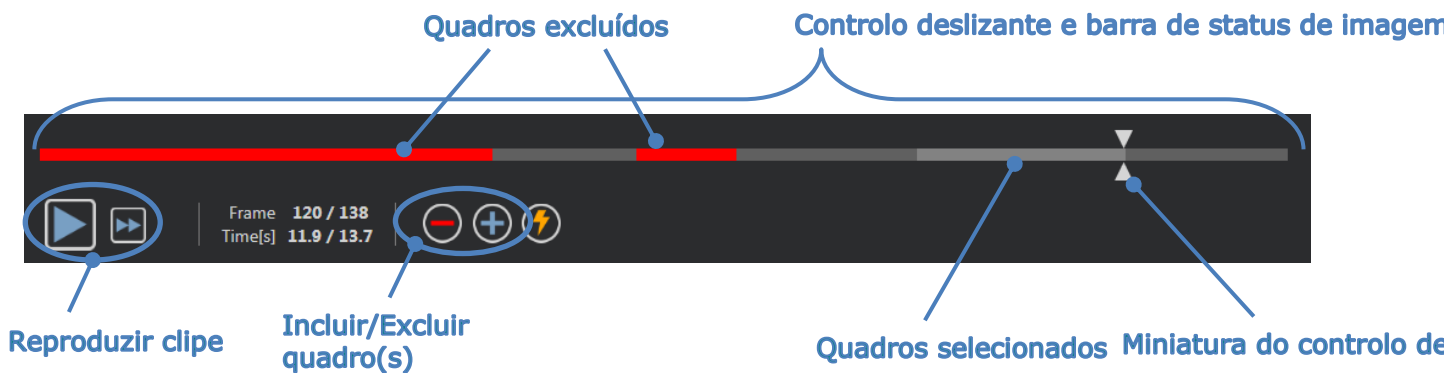 Quadros excluídos
Controlo deslizante e barra de status de imagem
Frame 120 / 138
Time[s] 11.9 / 13.7
Reproduzir clipe
Incluir/Excluir
quadro(s)
Quadros selecionados
Miniatura do controlo de